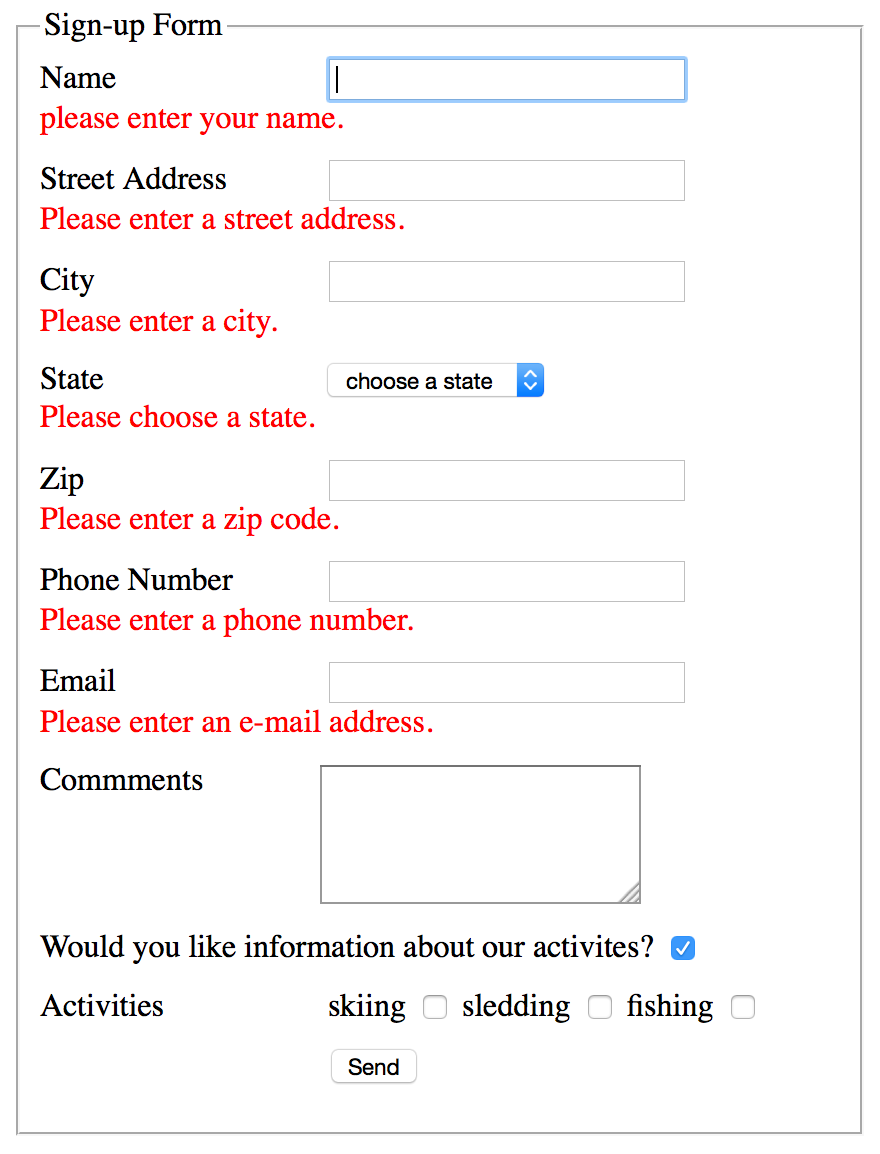 Sign-up Form
Name
please enter your name.
Street Address
Please enter a street address.
City
Please enter a city.
State choose a state
Please choose a state.
Zip
Please enter a zip code.
Phone Number
Please enter a phone number.
Email
Please enter an e-mail address.
Commments
Would you like information about our activites?
Activities skiing sledding fishing
Send